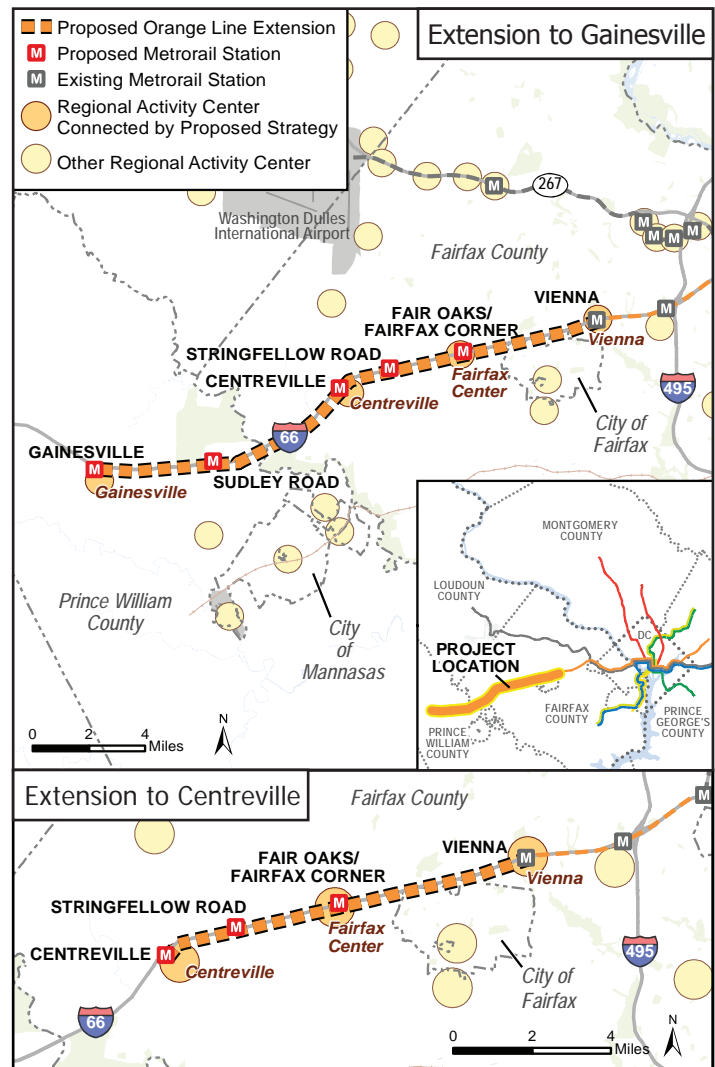 Proposed Orange Line Extension
M Proposed Metrorail Station
M Existing Metrorail Station
Regional Activity Center
Connected by Proposed Strategy
Other Regional Activity Center
Extension to Gainesville
Washington Dulles
International Airport
267
M
M
M
M
M
Fairfax County
VIENNA
M
M
Vienna
FAIR OAKS/
FAIRFAX CORNER
M
Fairfax
Center
STRINGFELLOW ROAD
M
CENTREVILLE
M
Centreville
495
City of
Fairfax
66
GAINESVILLE
M
M
Gainesville
SUDLEY ROAD
Prince William
County
City
of
Mannasas
N
0 2 4
Miles
MONTGOMERY
COUNTY
LOUDOUN
COUNTY
DC
PROJECT
LOCATION
FAIRFAX
COUNTY
PRINCE
GEORGE'S
COUNTY
PRINCE
WILLIAM
COUNTY
Extension to Centreville
Fairfax County
M
VIENNA
M
M
Vienna
FAIR OAKS/
FAIRFAX CORNER
M
Fairfax
Center
STRINGFELLOW ROAD
M
CENTREVILLE
M
Centreville
495
City of
Fairfax
66
N
0 2 4
Miles